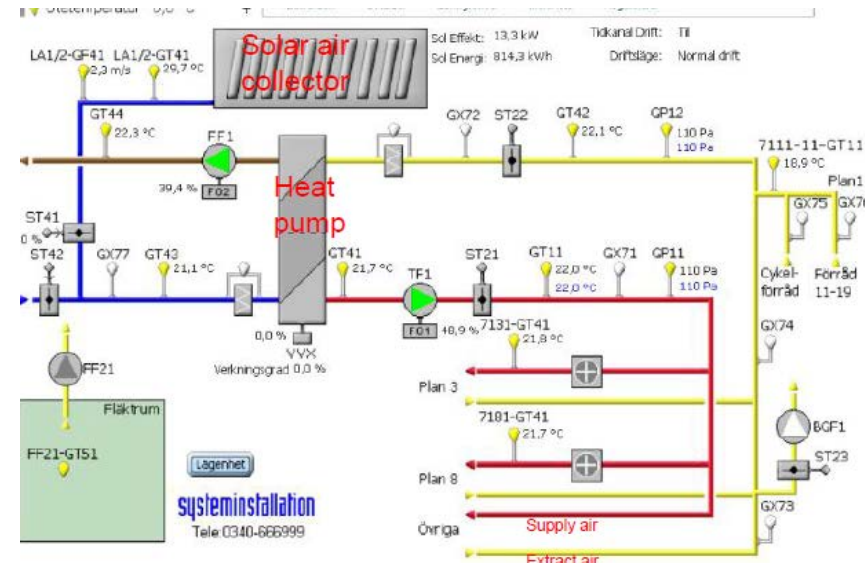 Utetemperatur 0,0 °C
Sol Effekt: 13,3 kW
Tidkanal Drift: Till
Solar air
collector
Sol Energi: 814,3 kWh
Driftsläge: Normal drift
LA1/2-GF41 LA1/2-GT41
2,3 m/s 29,7 °C
GT44
22,3 °C
FF1
39,4 % FO2
GX72 ST22 GT42
22,1 °C
GP12
110 Pa
110 Pa
7111-11-GT11
18,9 °C
Plan1
GX75
Heat
pump
ST41
0 %
ST42
GX77
GT43
21,1 °C
GT41
21,7 °C
TF1
FO1 48,9 %
ST21
GT11
22,0 °C
22,0 °C
GX71
GP11
110 Pa
110 Pa
Cykel-
förråd
Förråd
11-19
0,0 %
VVX
Verkningsgrad 0,0 %
7131-GT41
21,8 °C
Plan 3
GX74
FF21
Fläktrum
FF21-GT51
7181-GT41
21,7 °C
Plan 8
BGF1
ST23
Lägenhet
systeminstallation
Tele:0340-666999
Övriga
Supply air
GX73
Extract air